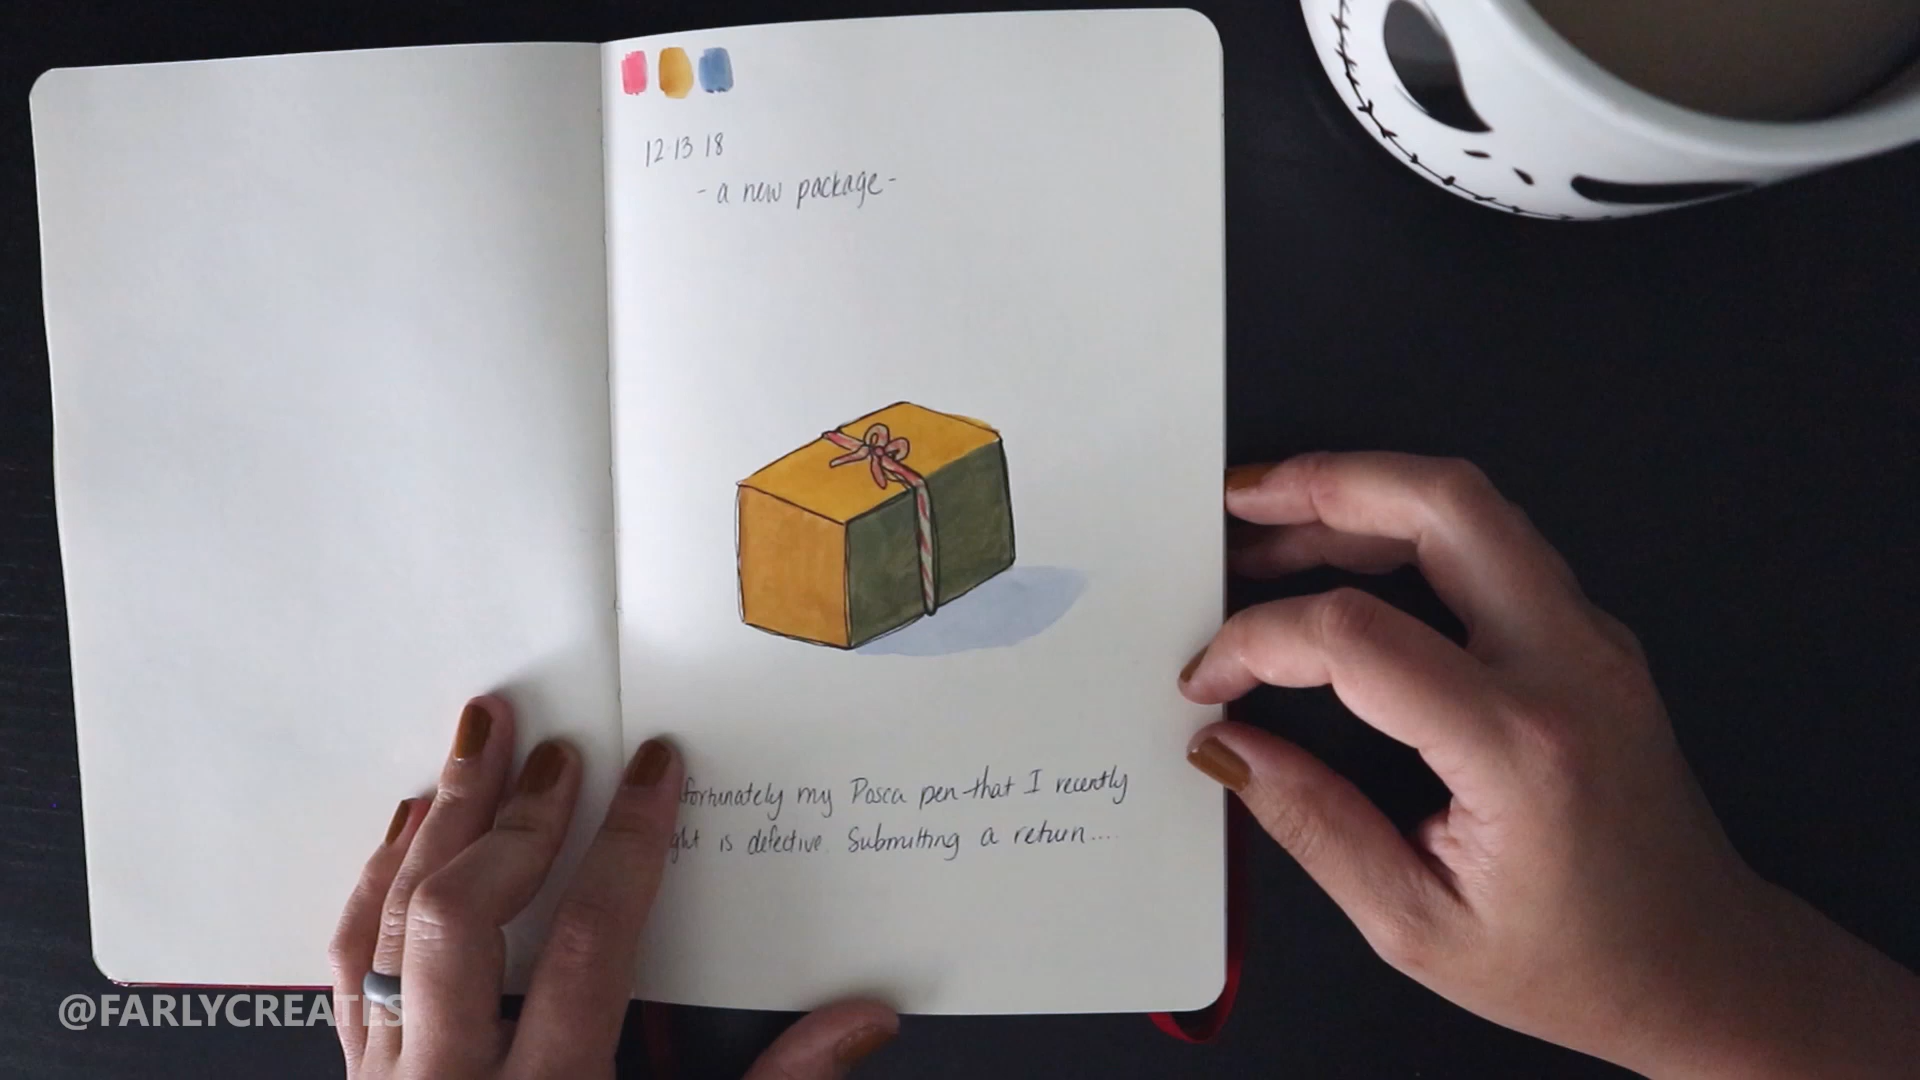 12 13 18
- a new package -
fortunately my Posca pen that I recently
ght is defective. Submitting a return....
@FARLYCREATES